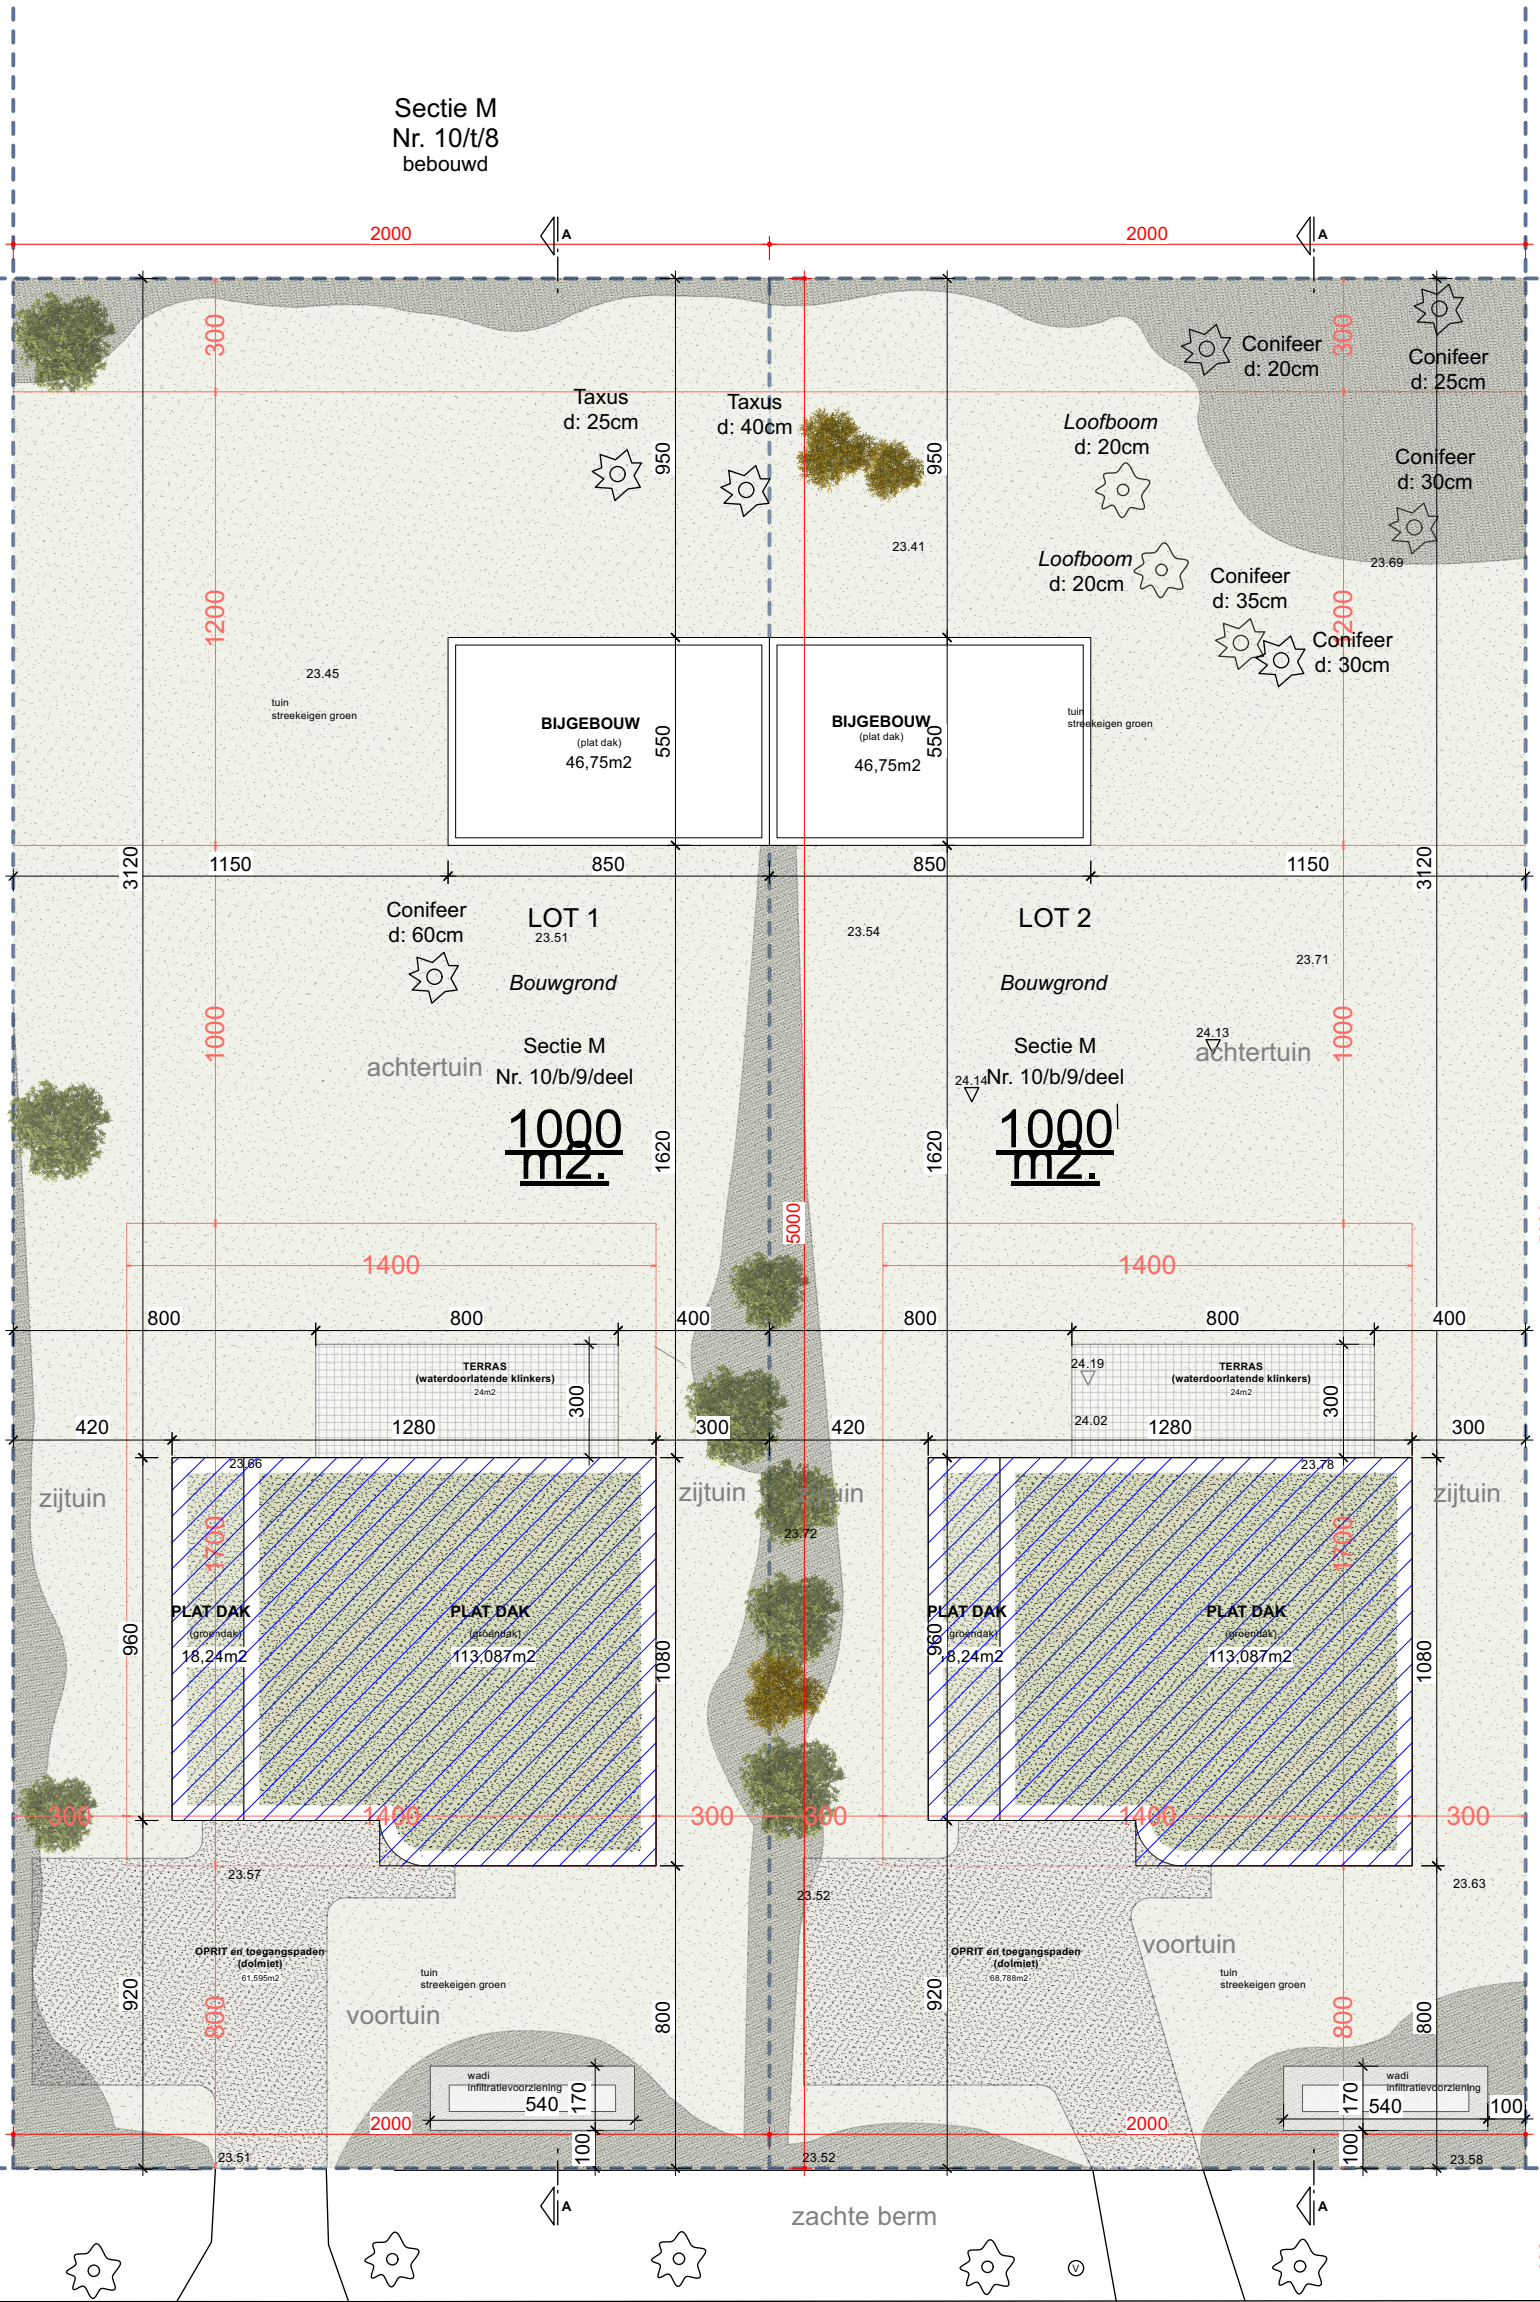 Sectie M
Nr. 10/t/8
bebouwd
A
A
2000
2000
300
300
Conifeer
d: 20cm
Conifeer
d: 25cm
Taxus
d: 25cm
Taxus
d: 40cm
Loofboom
d: 20cm
950
950
Conifeer
d: 30cm
23.41
23.69
Loofboom
d: 20cm
Conifeer
d: 35cm
1200
1200
Conifeer
d: 30cm
23.45
tuin
streekeigen groen
BIJGEBOUW
(plat dak)
46,75m2
550
BIJGEBOUW
(plat dak)
46,75m2
550
tuin
streekeigen groen
3120
1150
850
850
1150
3120
Conifeer
d: 60cm
LOT 1
23.51
23.54
LOT 2
23.71
Bouwgrond
Bouwgrond
1000
1000
Sectie M
Nr. 10/b/9/deel
Sectie M
Nr. 10/b/9/deel
24.13
24.14
achtertuin
achtertuin
1000
m2.
1000
m2.
1620
1620
5000
1400
1400
800
800
400
800
800
400
TERRAS
(waterdoorlatende klinkers)
24m2
300
24.19
TERRAS
(waterdoorlatende klinkers)
24m2
300
24.02
420
1280
300
420
1280
300
23.66
23.78
zijtuin
zijtuin
zijtuin
zijtuin
23.72
1700
1700
PLAT DAK
(groendak)
18,24m2
PLAT DAK
(groendak)
113,087m2
PLAT DAK
(groendak)
18,24m2
PLAT DAK
(groendak)
113,087m2
960
1080
960
1080
300
1400
300
300
1400
300
23.57
23.52
23.63
OPRIT en toegangspaden
(dolmiet)
61,595m2
OPRIT en toegangspaden
(dolmiet)
68,788m2
voortuin
tuin
streekeigen groen
tuin
streekeigen groen
voortuin
920
800
800
920
800
800
wadi
infiltratievoorziening
540
170
wadi
infiltratievoorziening
170
540
100
2000
2000
100
100
23.51
23.52
23.58
A
A
zachte berm
V